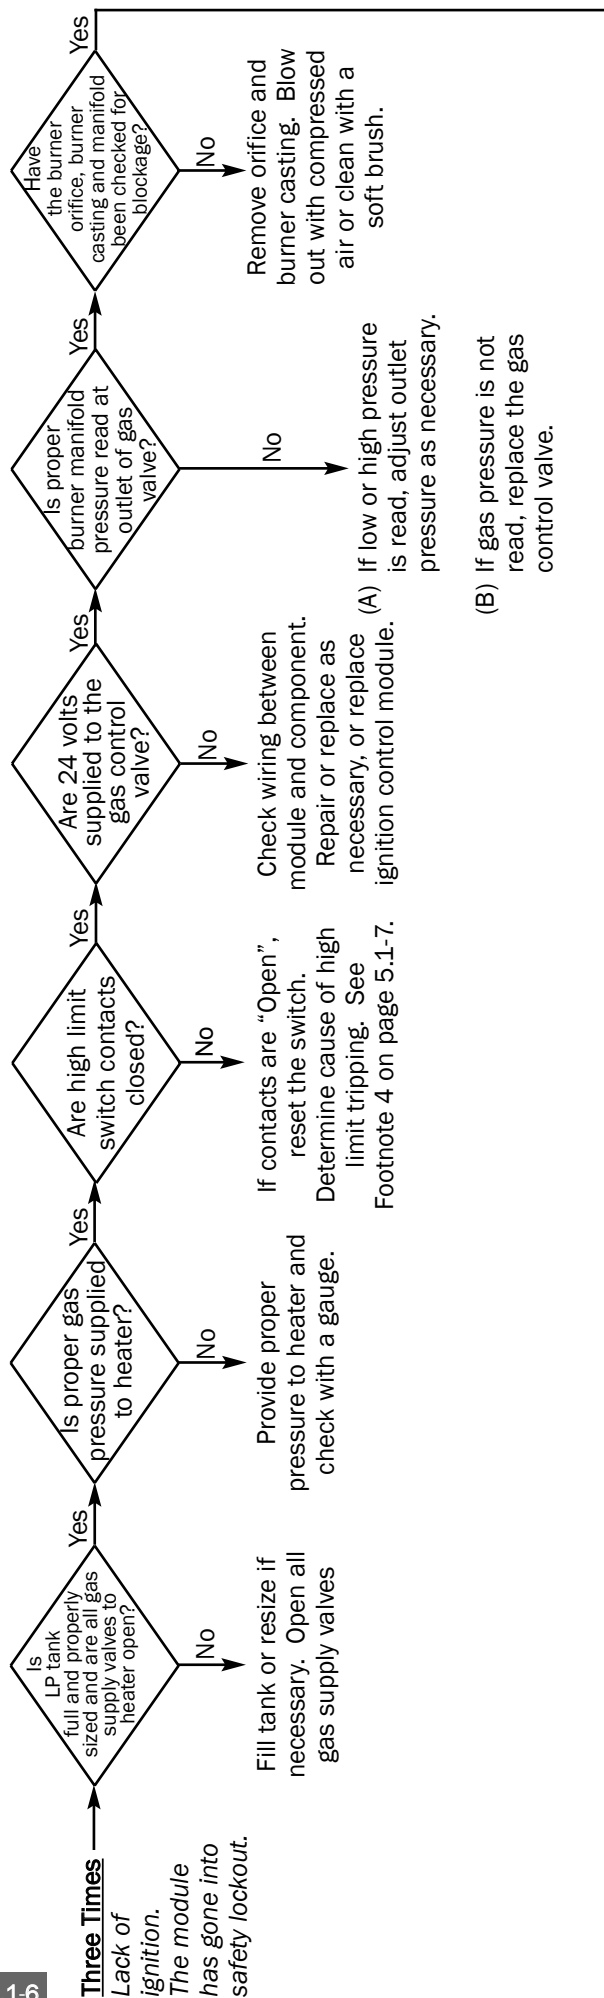 1-6
Three Times
Lack of
ignition.
The module
has gone into
safety lockout.
Is
LP tank
full and properly
sized and are all gas
supply valves to
heater open?
Yes
No
Fill tank or resize if
necessary. Open all
gas supply valves
Is proper gas
pressure supplied
to heater?
Yes
No
Provide proper
pressure to heater and
check with a gauge.
Are high limit
switch contacts
closed?
Yes
No
If contacts are “Open”,
reset the switch.
Determine cause of high
limit tripping. See
Footnote 4 on page 5.1-7.
Are 24 volts
supplied to the
gas control
valve?
Yes
No
Check wiring between
module and component.
Repair or replace as
necessary, or replace
ignition control module.
Is proper
burner manifold
pressure read at
outlet of gas
valve?
Yes
No
(A) If low or high pressure
is read, adjust outlet
pressure as necessary.
(B) If gas pressure is not
read, replace the gas
control valve.
Have
the burner
orifice, burner
casting and manifold
been checked for
blockage?
Yes
No
Remove orifice and
burner casting. Blow
out with compressed
air or clean with a
soft brush.